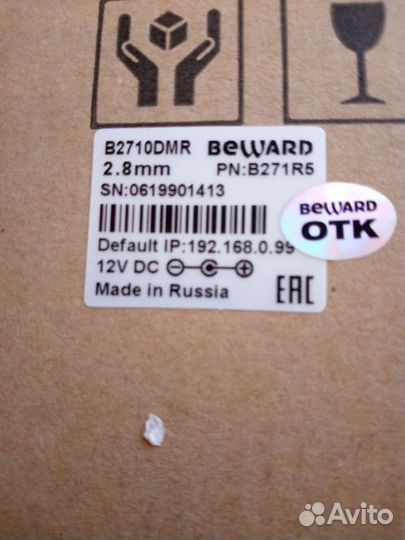 B2710DMR BEWARD
2.8mm PN:B271R5
SN:0619901413
BEWARD
OTK
Default IP:192.168.0.99
12V DC
Made in Russia EAC
Avito